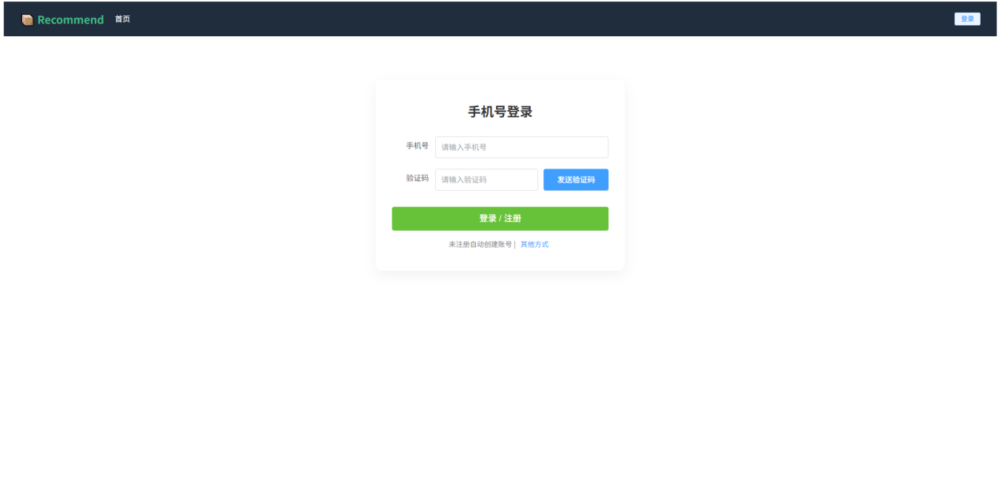 Recommend 首页 登录
手机号登录
手机号 请输入手机号
验证码 请输入验证码 发送验证码
登录 / 注册
未注册自动创建账号 | 其他方式